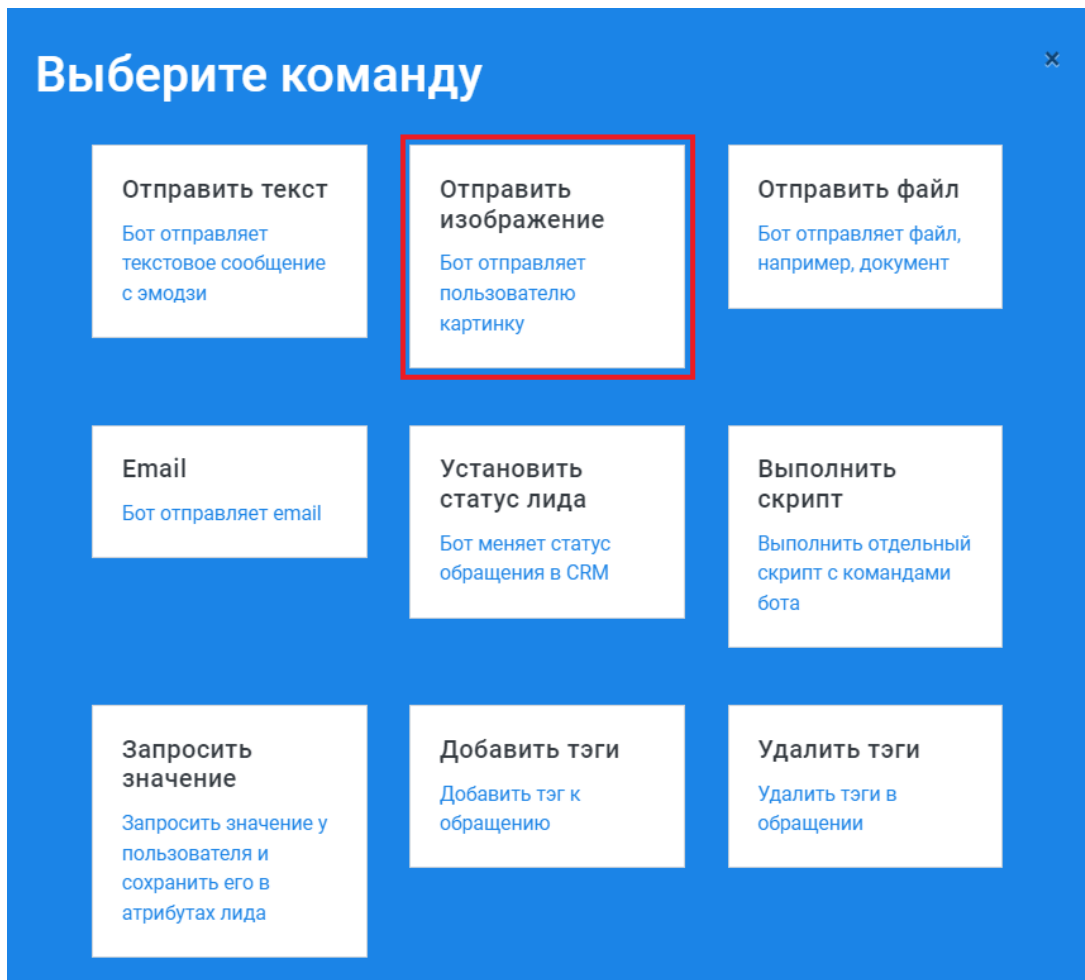 Выберите команду
×
Отправить текст
Бот отправляет
текстовое сообщение
с эмодзи
Отправить
изображение
Бот отправляет
пользователю
картинку
Отправить файл
Бот отправляет файл,
например, документ
Email
Бот отправляет email
Установить
статус лида
Бот меняет статус
обращения в CRM
Выполнить
скрипт
Выполнить отдельный
скрипт с командами
бота
Запросить
значение
Запросить значение у
пользователя и
сохранить его в
атрибутах лида
Добавить тэги
Добавить тэг к
обращению
Удалить тэги
Удалить тэги в
обращении